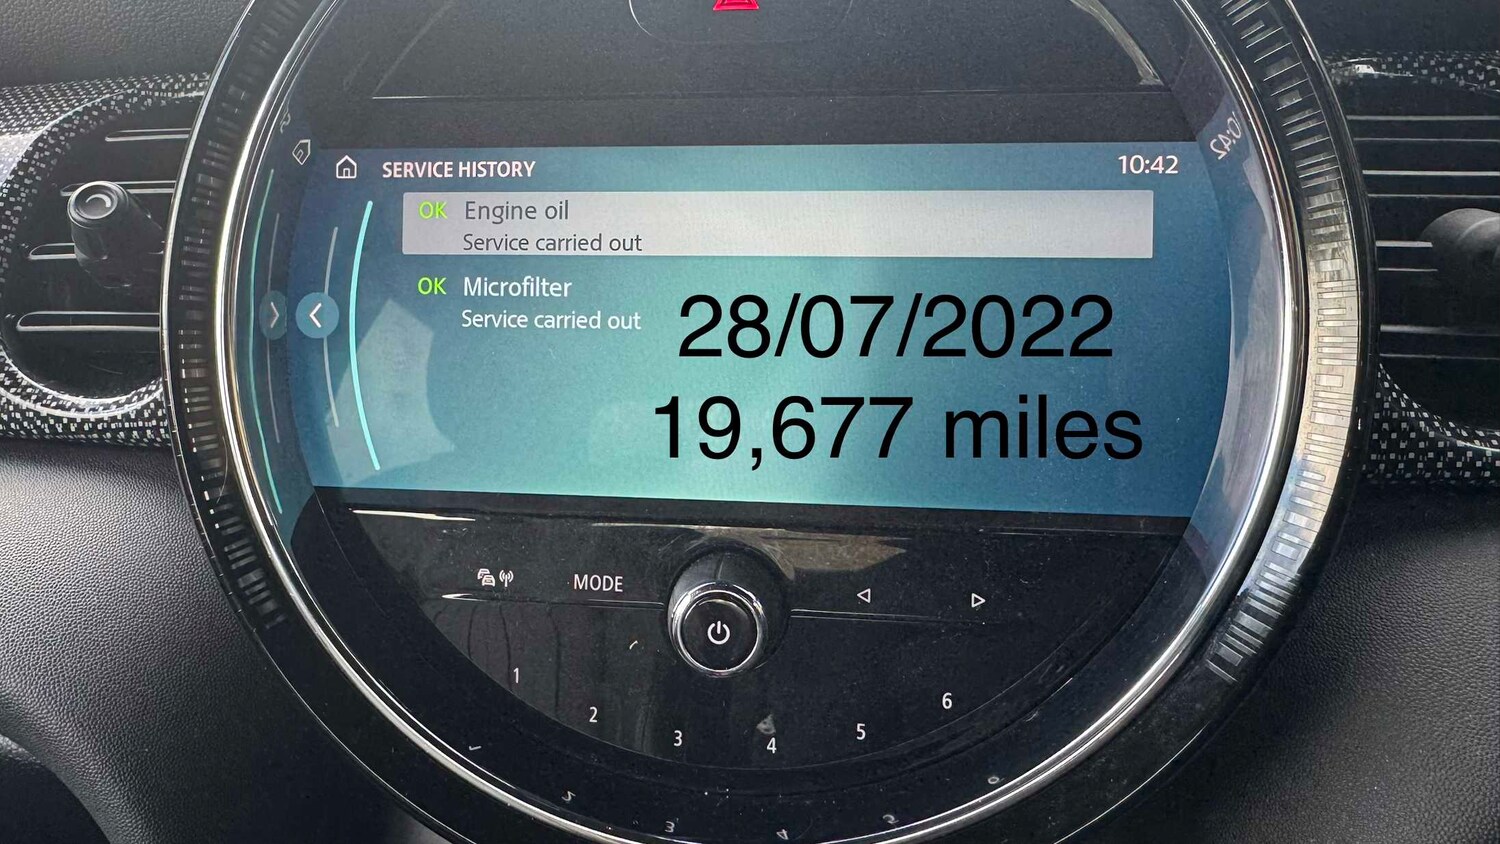 SERVICE HISTORY 10:42
OK Engine oil
Service carried out
OK Microfilter
Service carried out
28/07/2022
19,677 miles
MODE
1
2
3
4
5
6